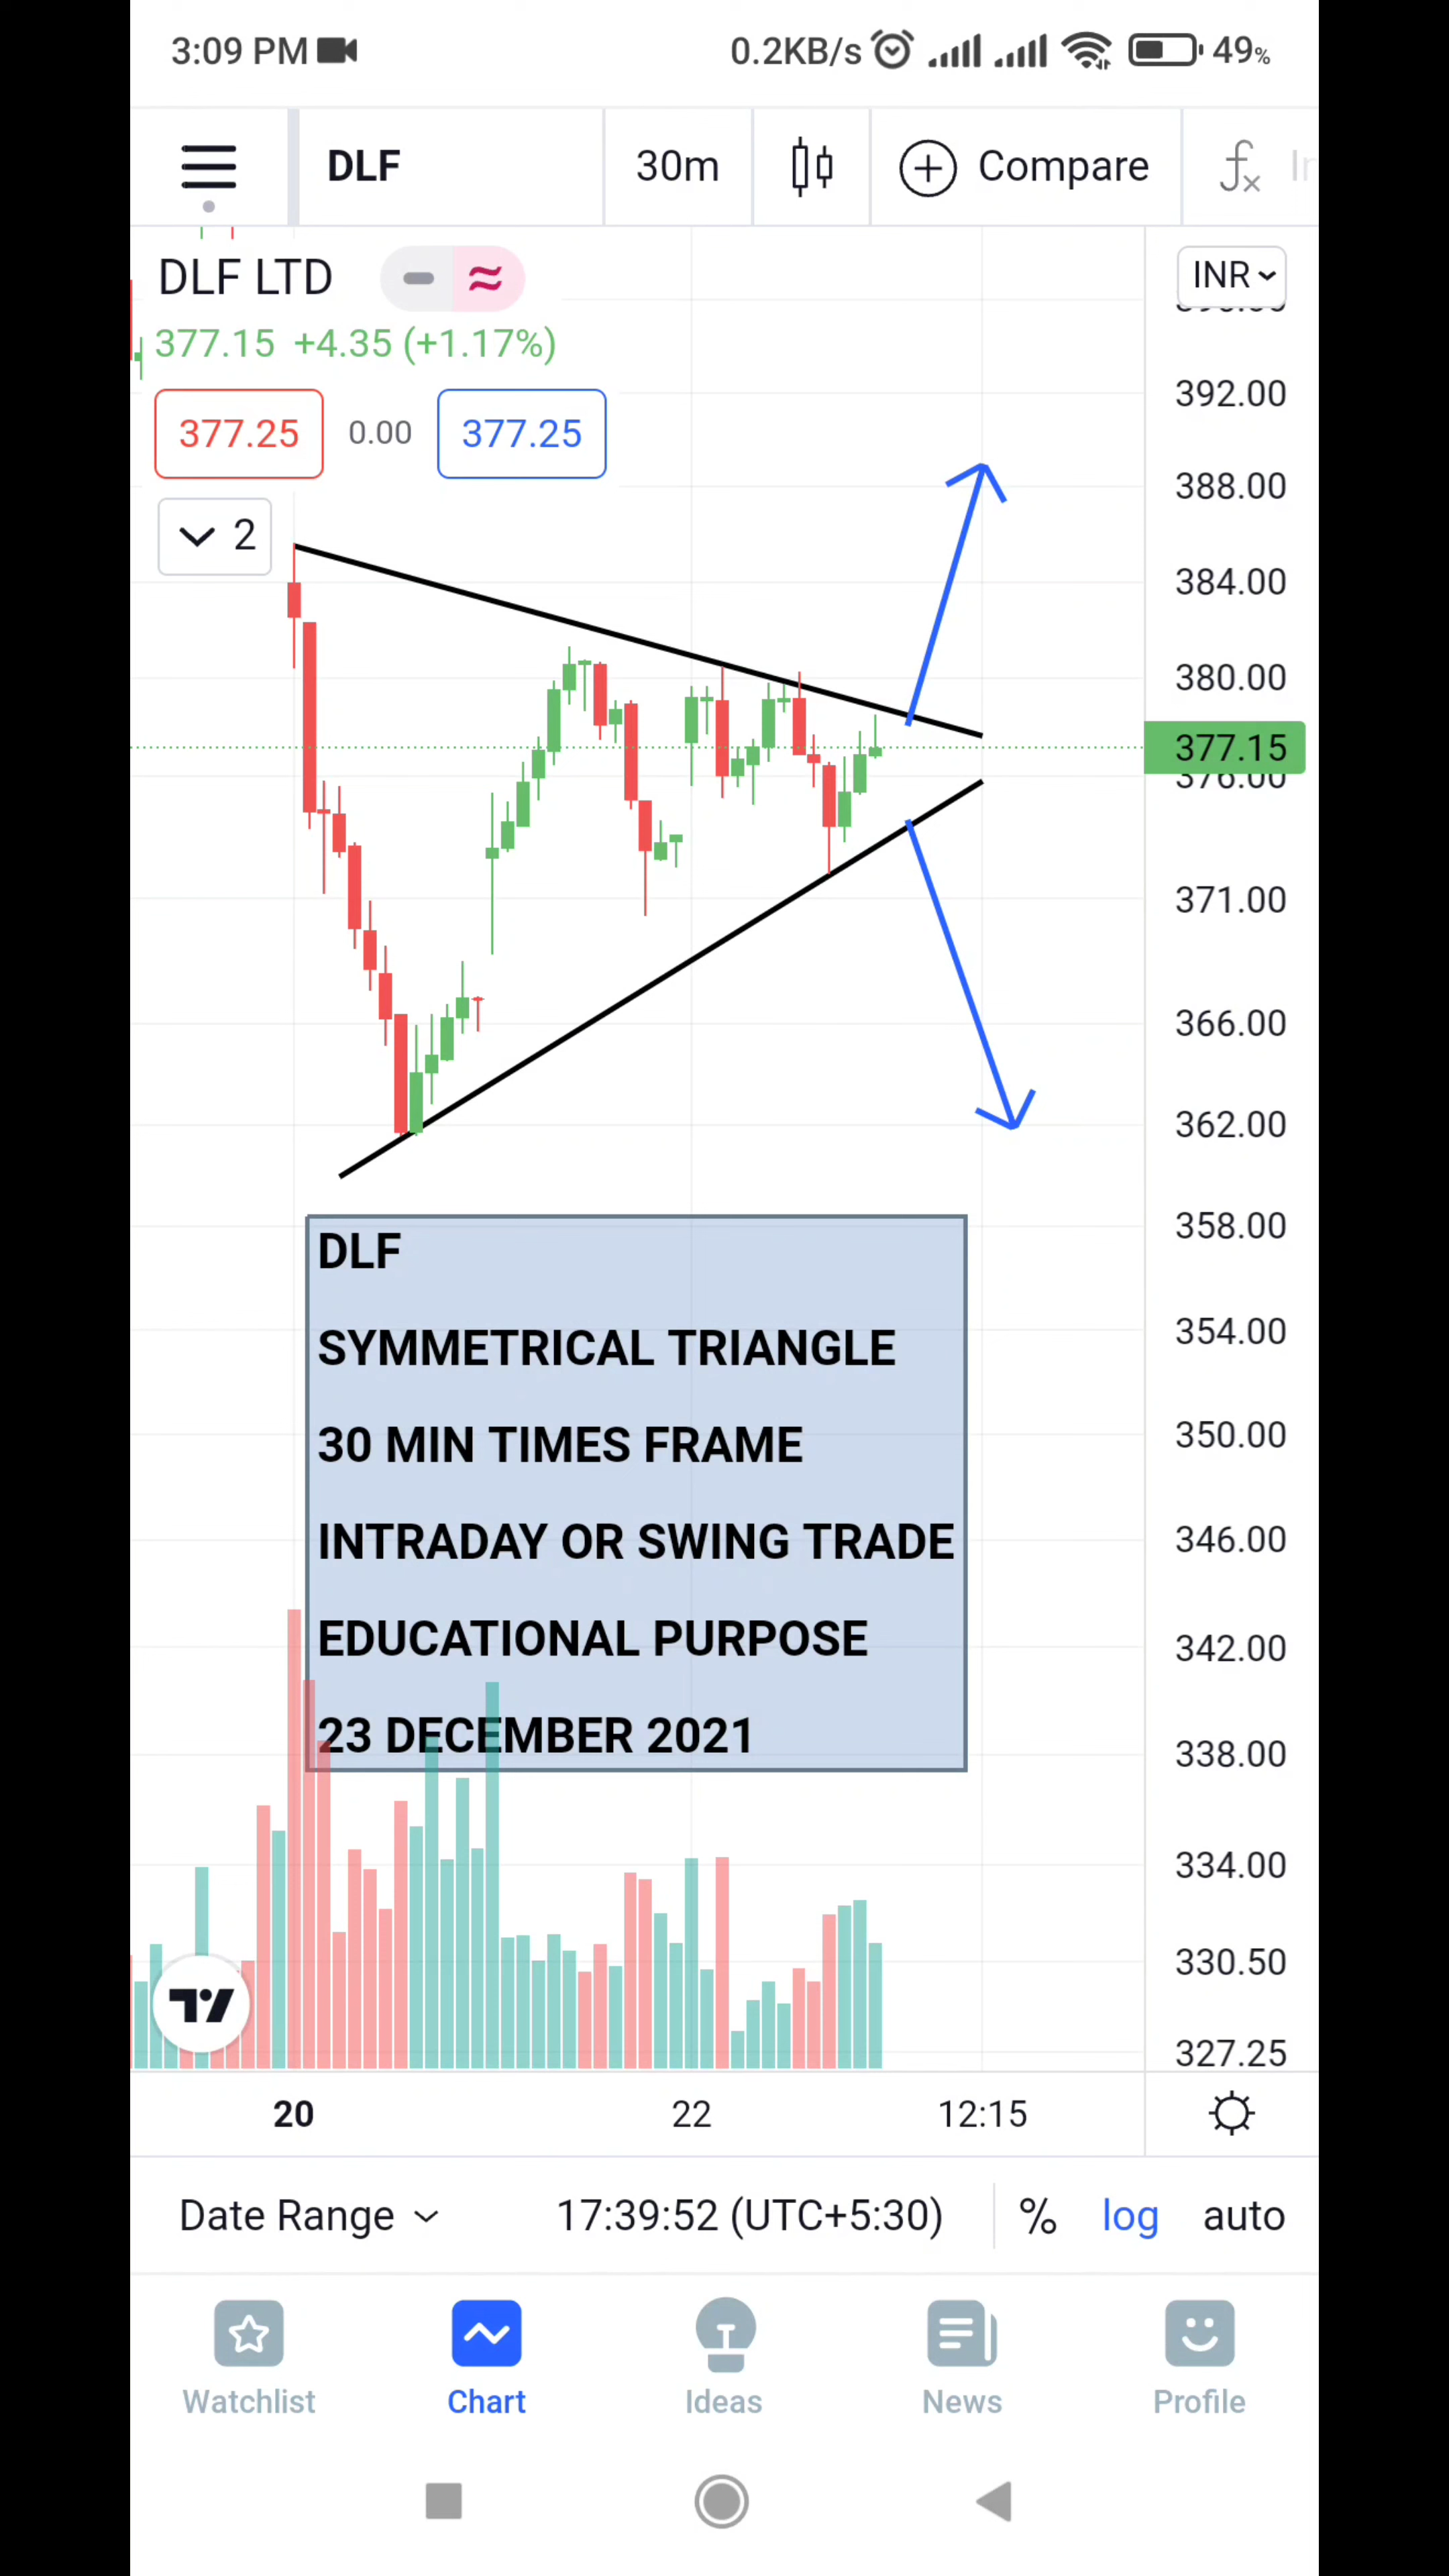 3:09 PM 0.2KB/s 49%
DLF 30m Compare
DLF LTD INR
377.15 +4.35 (+1.17%)
392.00
377.25 0.00 377.25
388.00
2
384.00
380.00
377.15
376.00
371.00
366.00
362.00
358.00
DLF
SYMMETRICAL TRIANGLE
354.00
30 MIN TIMES FRAME
350.00
INTRADAY OR SWING TRADE
346.00
EDUCATIONAL PURPOSE
342.00
23 DECEMBER 2021
338.00
334.00
330.50
327.25
20 22 12:15
Date Range 17:39:52 (UTC+5:30) % log auto
Watchlist Chart Ideas News Profile